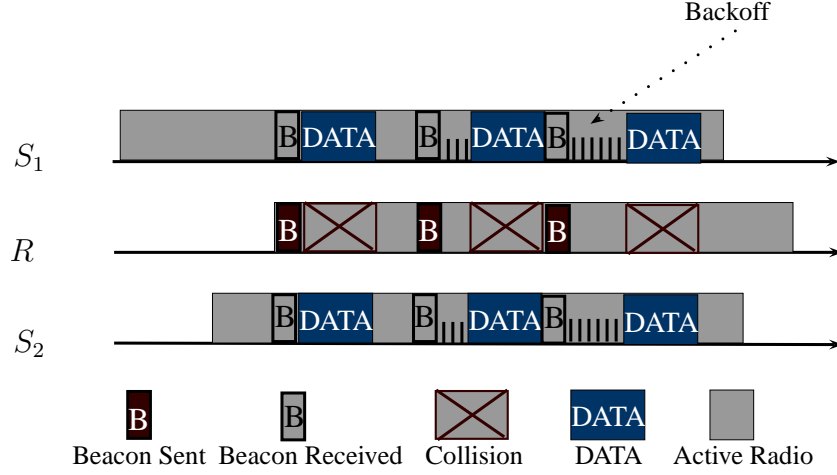 Backoff
S1 B DATA B DATA B DATA
R B B B
S2 B DATA B DATA B DATA
B B DATA
Beacon Sent Beacon Received Collision DATA Active Radio